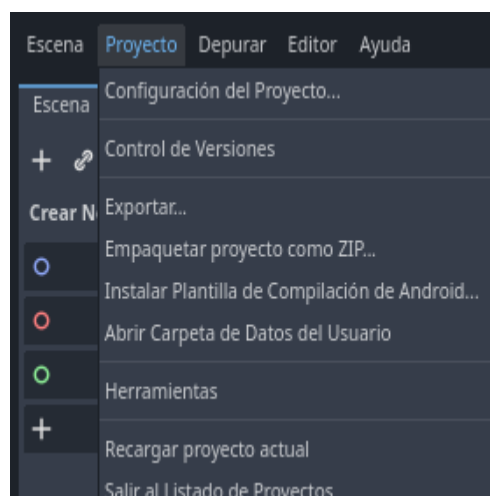 Escena Proyecto Depurar Editor Ayuda
Configuración del Proyecto...
Escena
Control de Versiones
Crear
Exportar...
Empaquetar proyecto como ZIP...
Instalar Plantilla de Compilación de Android...
Abrir Carpeta de Datos del Usuario
Herramientas
Recargar proyecto actual
Salir al Listado de Proyectos